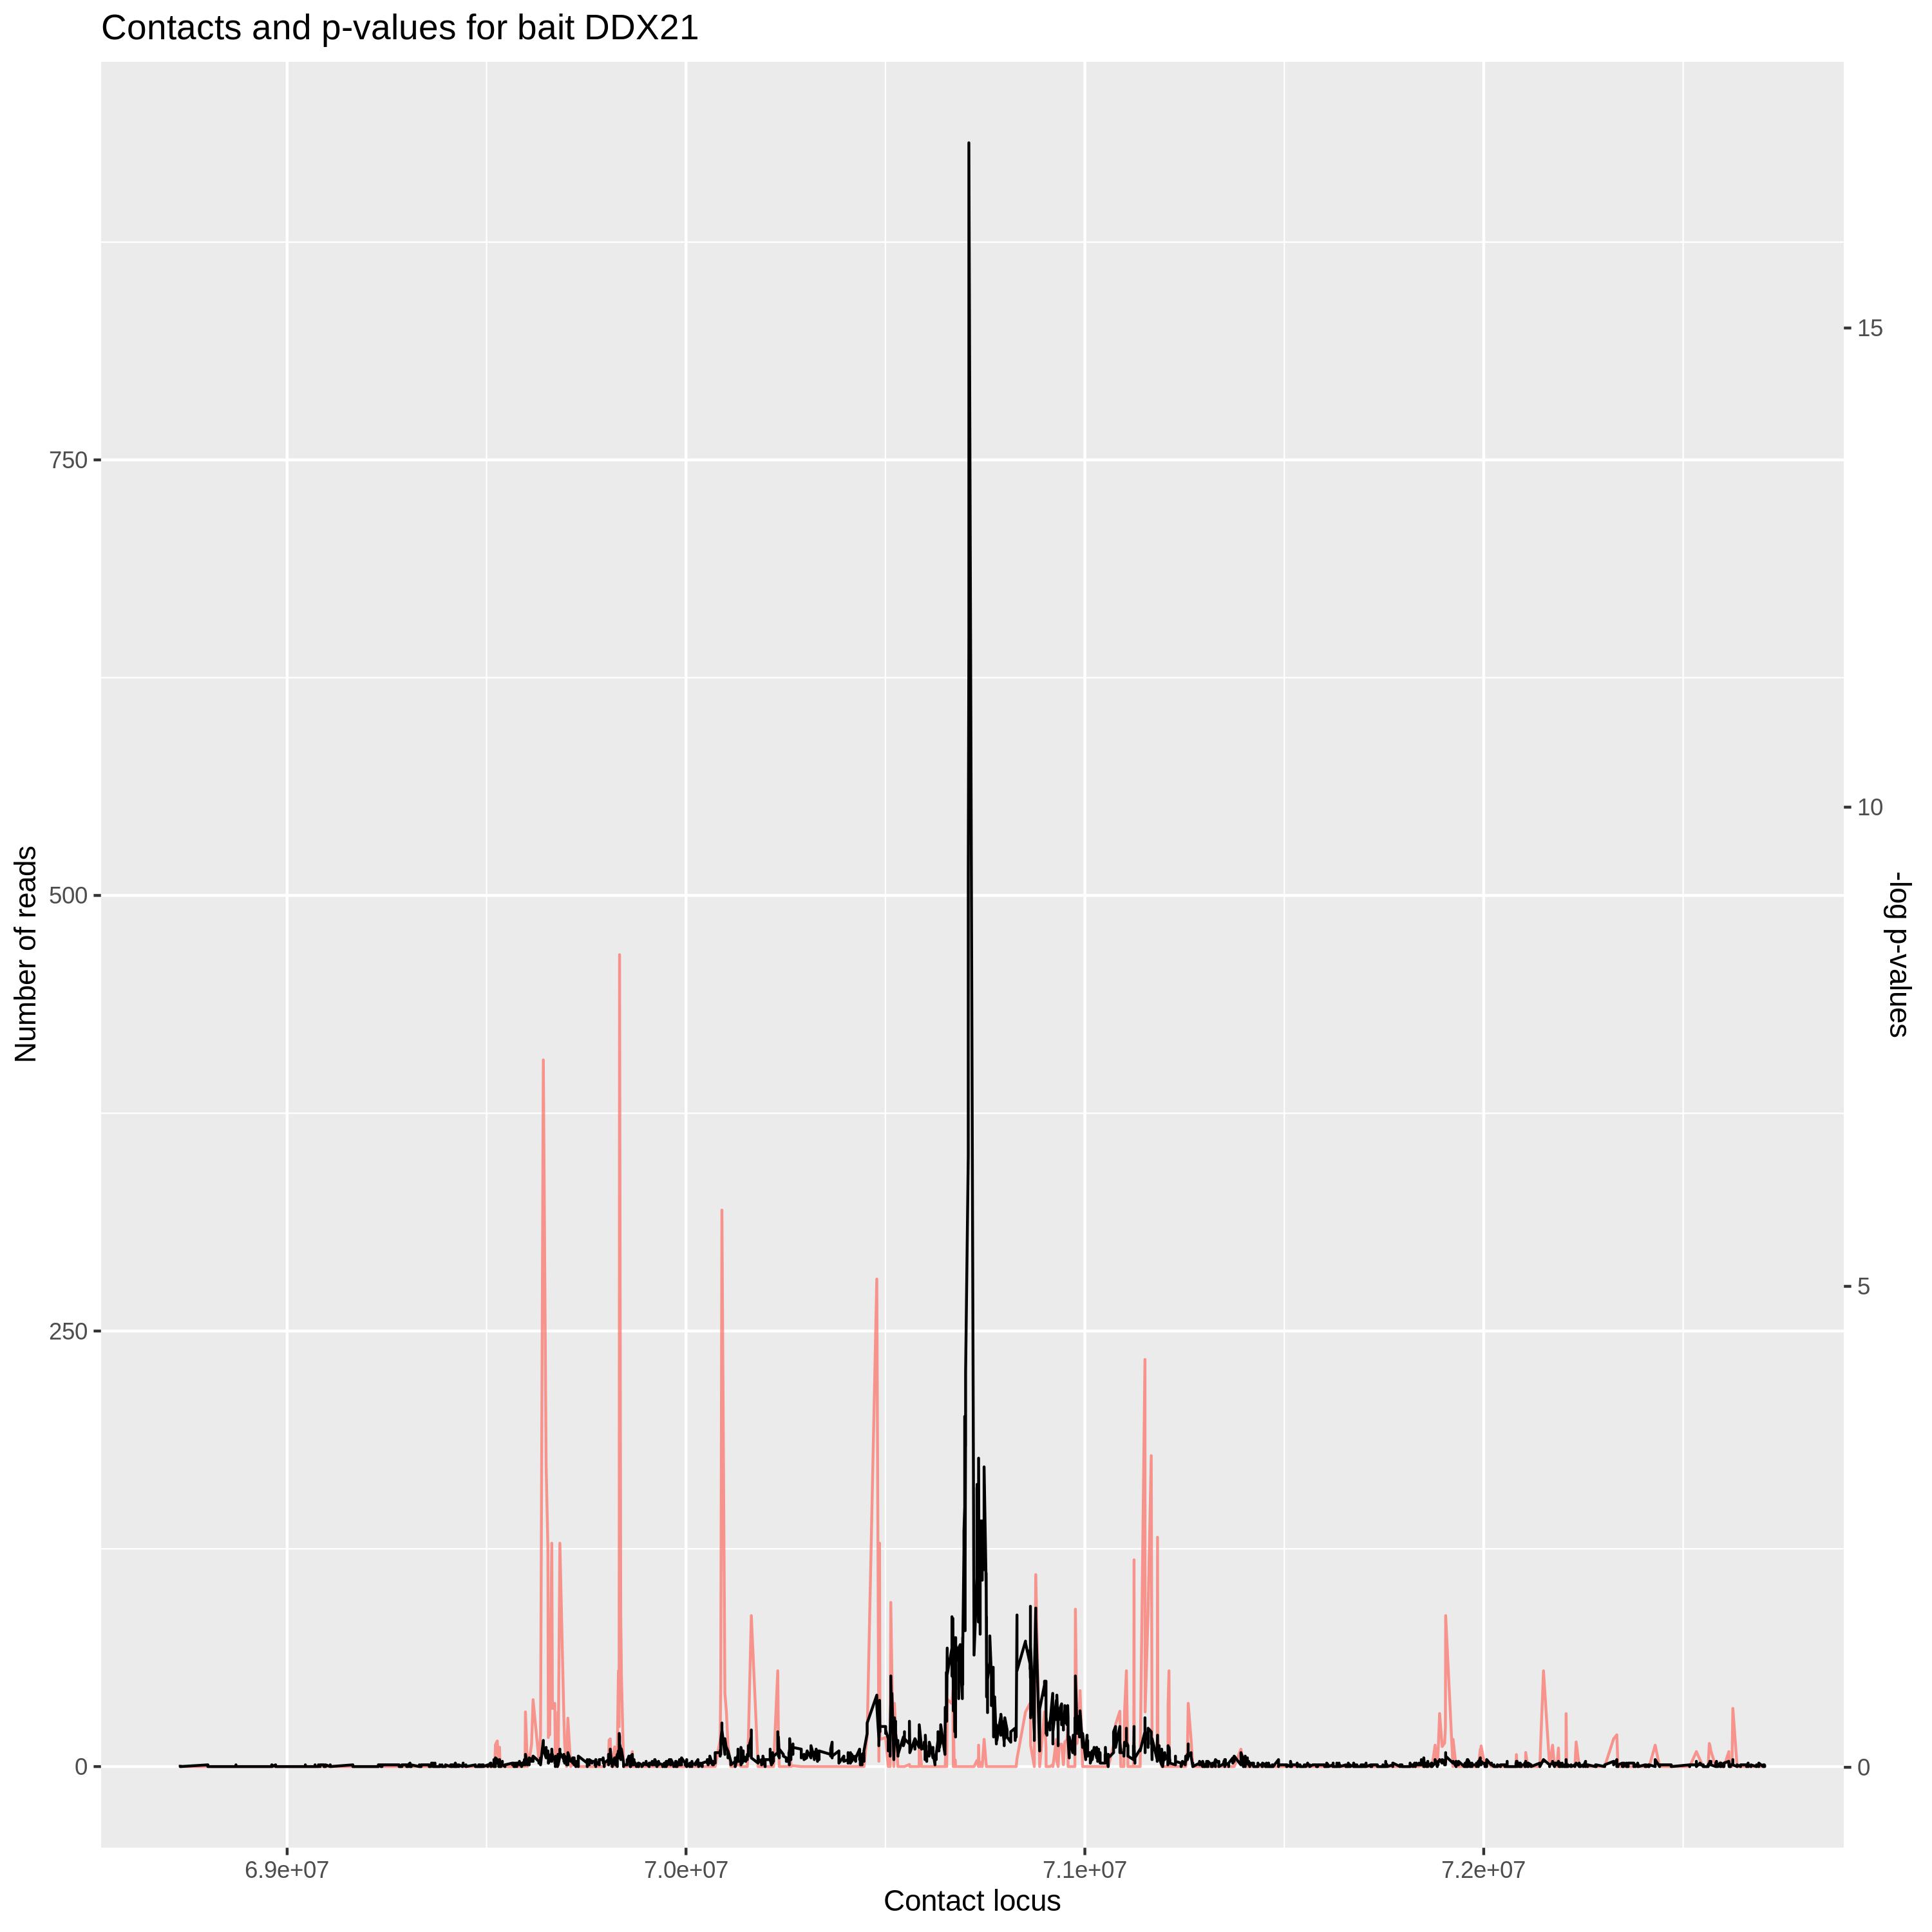 Contacts and p-values for bait DDX21
750
500
250
0
Number of reads
15
10
5
0
-log p-values
6.9e+07
7.0e+07
7.1e+07
7.2e+07
Contact locus